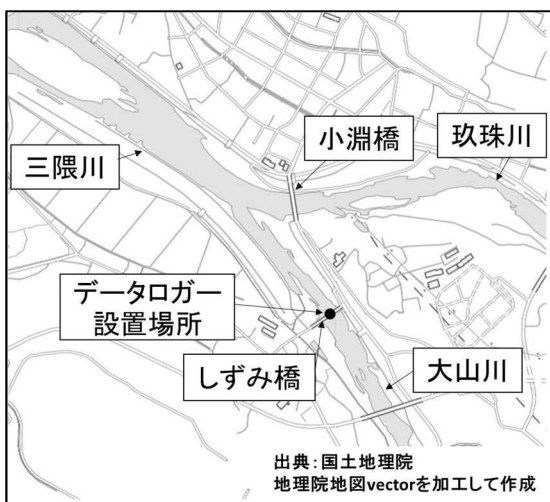 小淵橋
玖珠川
三隈川
データロガー
設置場所
しずみ橋
大山川
出典：国土地理院
地理院地図vectorを加工して作成